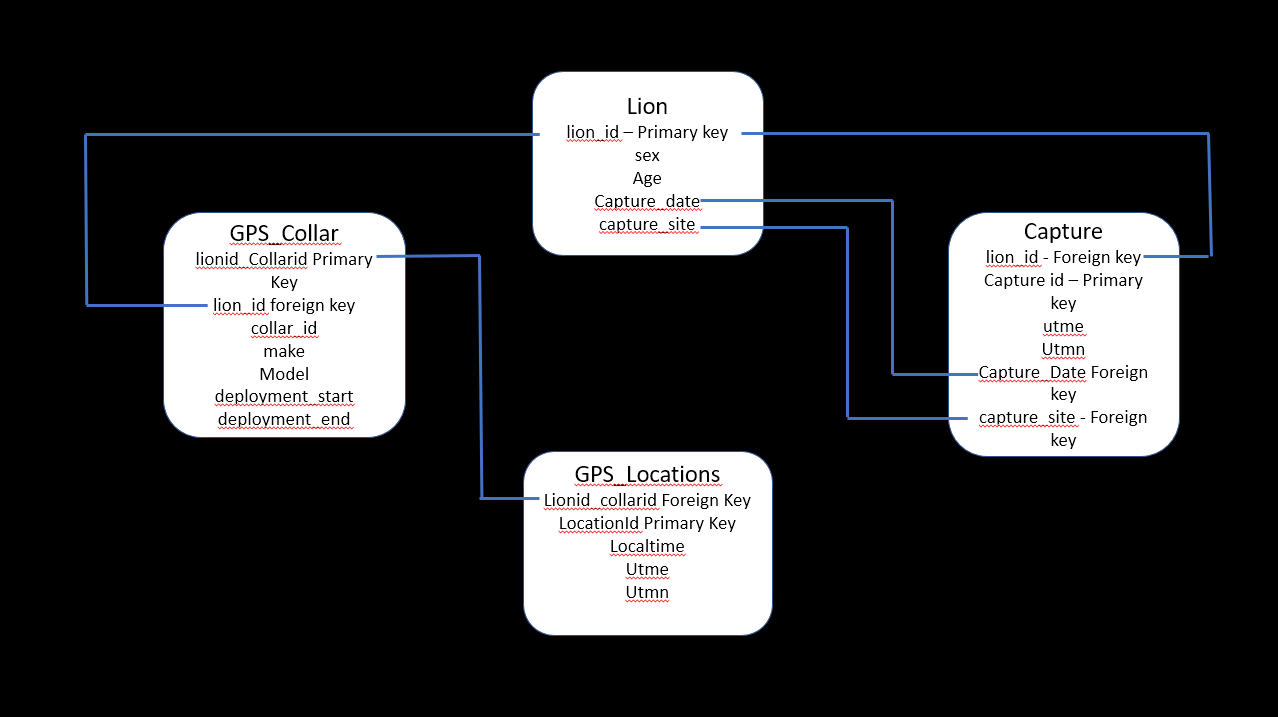 Lion
lion_id – Primary key
sex
Age
Capture_date
capture_site
GPS_Collar
lionid_Collarid Primary
Key
lion_id foreign key
collar_id
make
Model
deployment_start
deployment_end
Capture
lion_id - Foreign key
Capture id – Primary
key
utme
Utmn
Capture_Date Foreign
key
capture_site - Foreign
key
GPS_Locations
Lionid_collarid Foreign Key
LocationId Primary Key
Localtime
Utme
Utmn